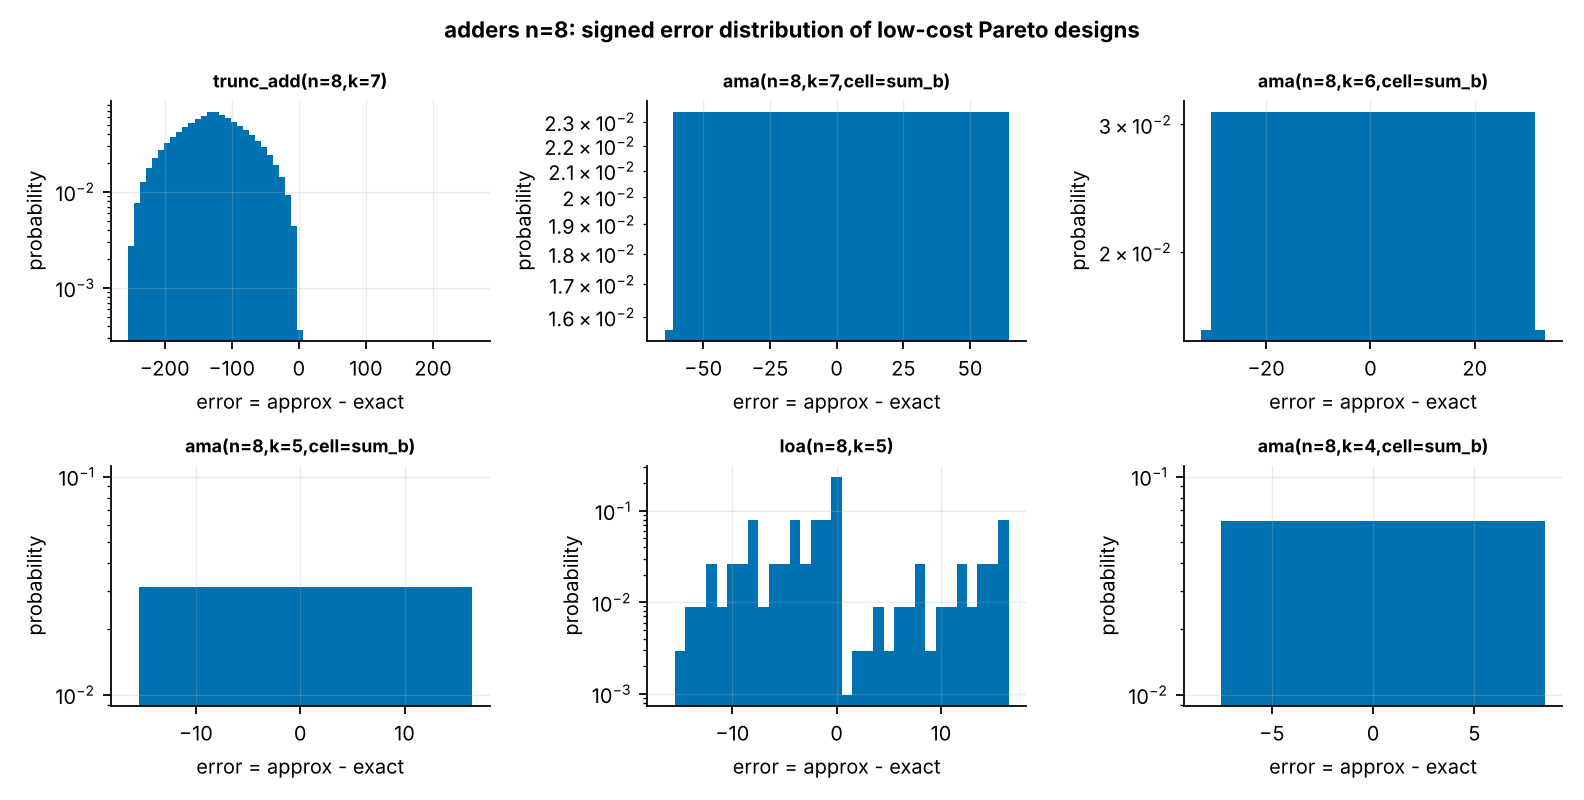 adders n=8: signed error distribution of low-cost Pareto designs
trunc_add(n=8,k=7)
probability
10⁻²
10⁻³
−200 −100 0 100 200
error = approx - exact
ama(n=8,k=7,cell=sum_b)
probability
2.3 × 10⁻²
2.2 × 10⁻²
2.1 × 10⁻²
2 × 10⁻²
1.9 × 10⁻²
1.8 × 10⁻²
1.7 × 10⁻²
1.6 × 10⁻²
−50 −25 0 25 50
error = approx - exact
ama(n=8,k=6,cell=sum_b)
probability
3 × 10⁻²
2 × 10⁻²
−20 0 20
error = approx - exact
ama(n=8,k=5,cell=sum_b)
probability
10⁻¹
10⁻²
−10 0 10
error = approx - exact
loa(n=8,k=5)
probability
10⁻¹
10⁻²
10⁻³
−10 0 10
error = approx - exact
ama(n=8,k=4,cell=sum_b)
probability
10⁻¹
10⁻²
−5 0 5
error = approx - exact